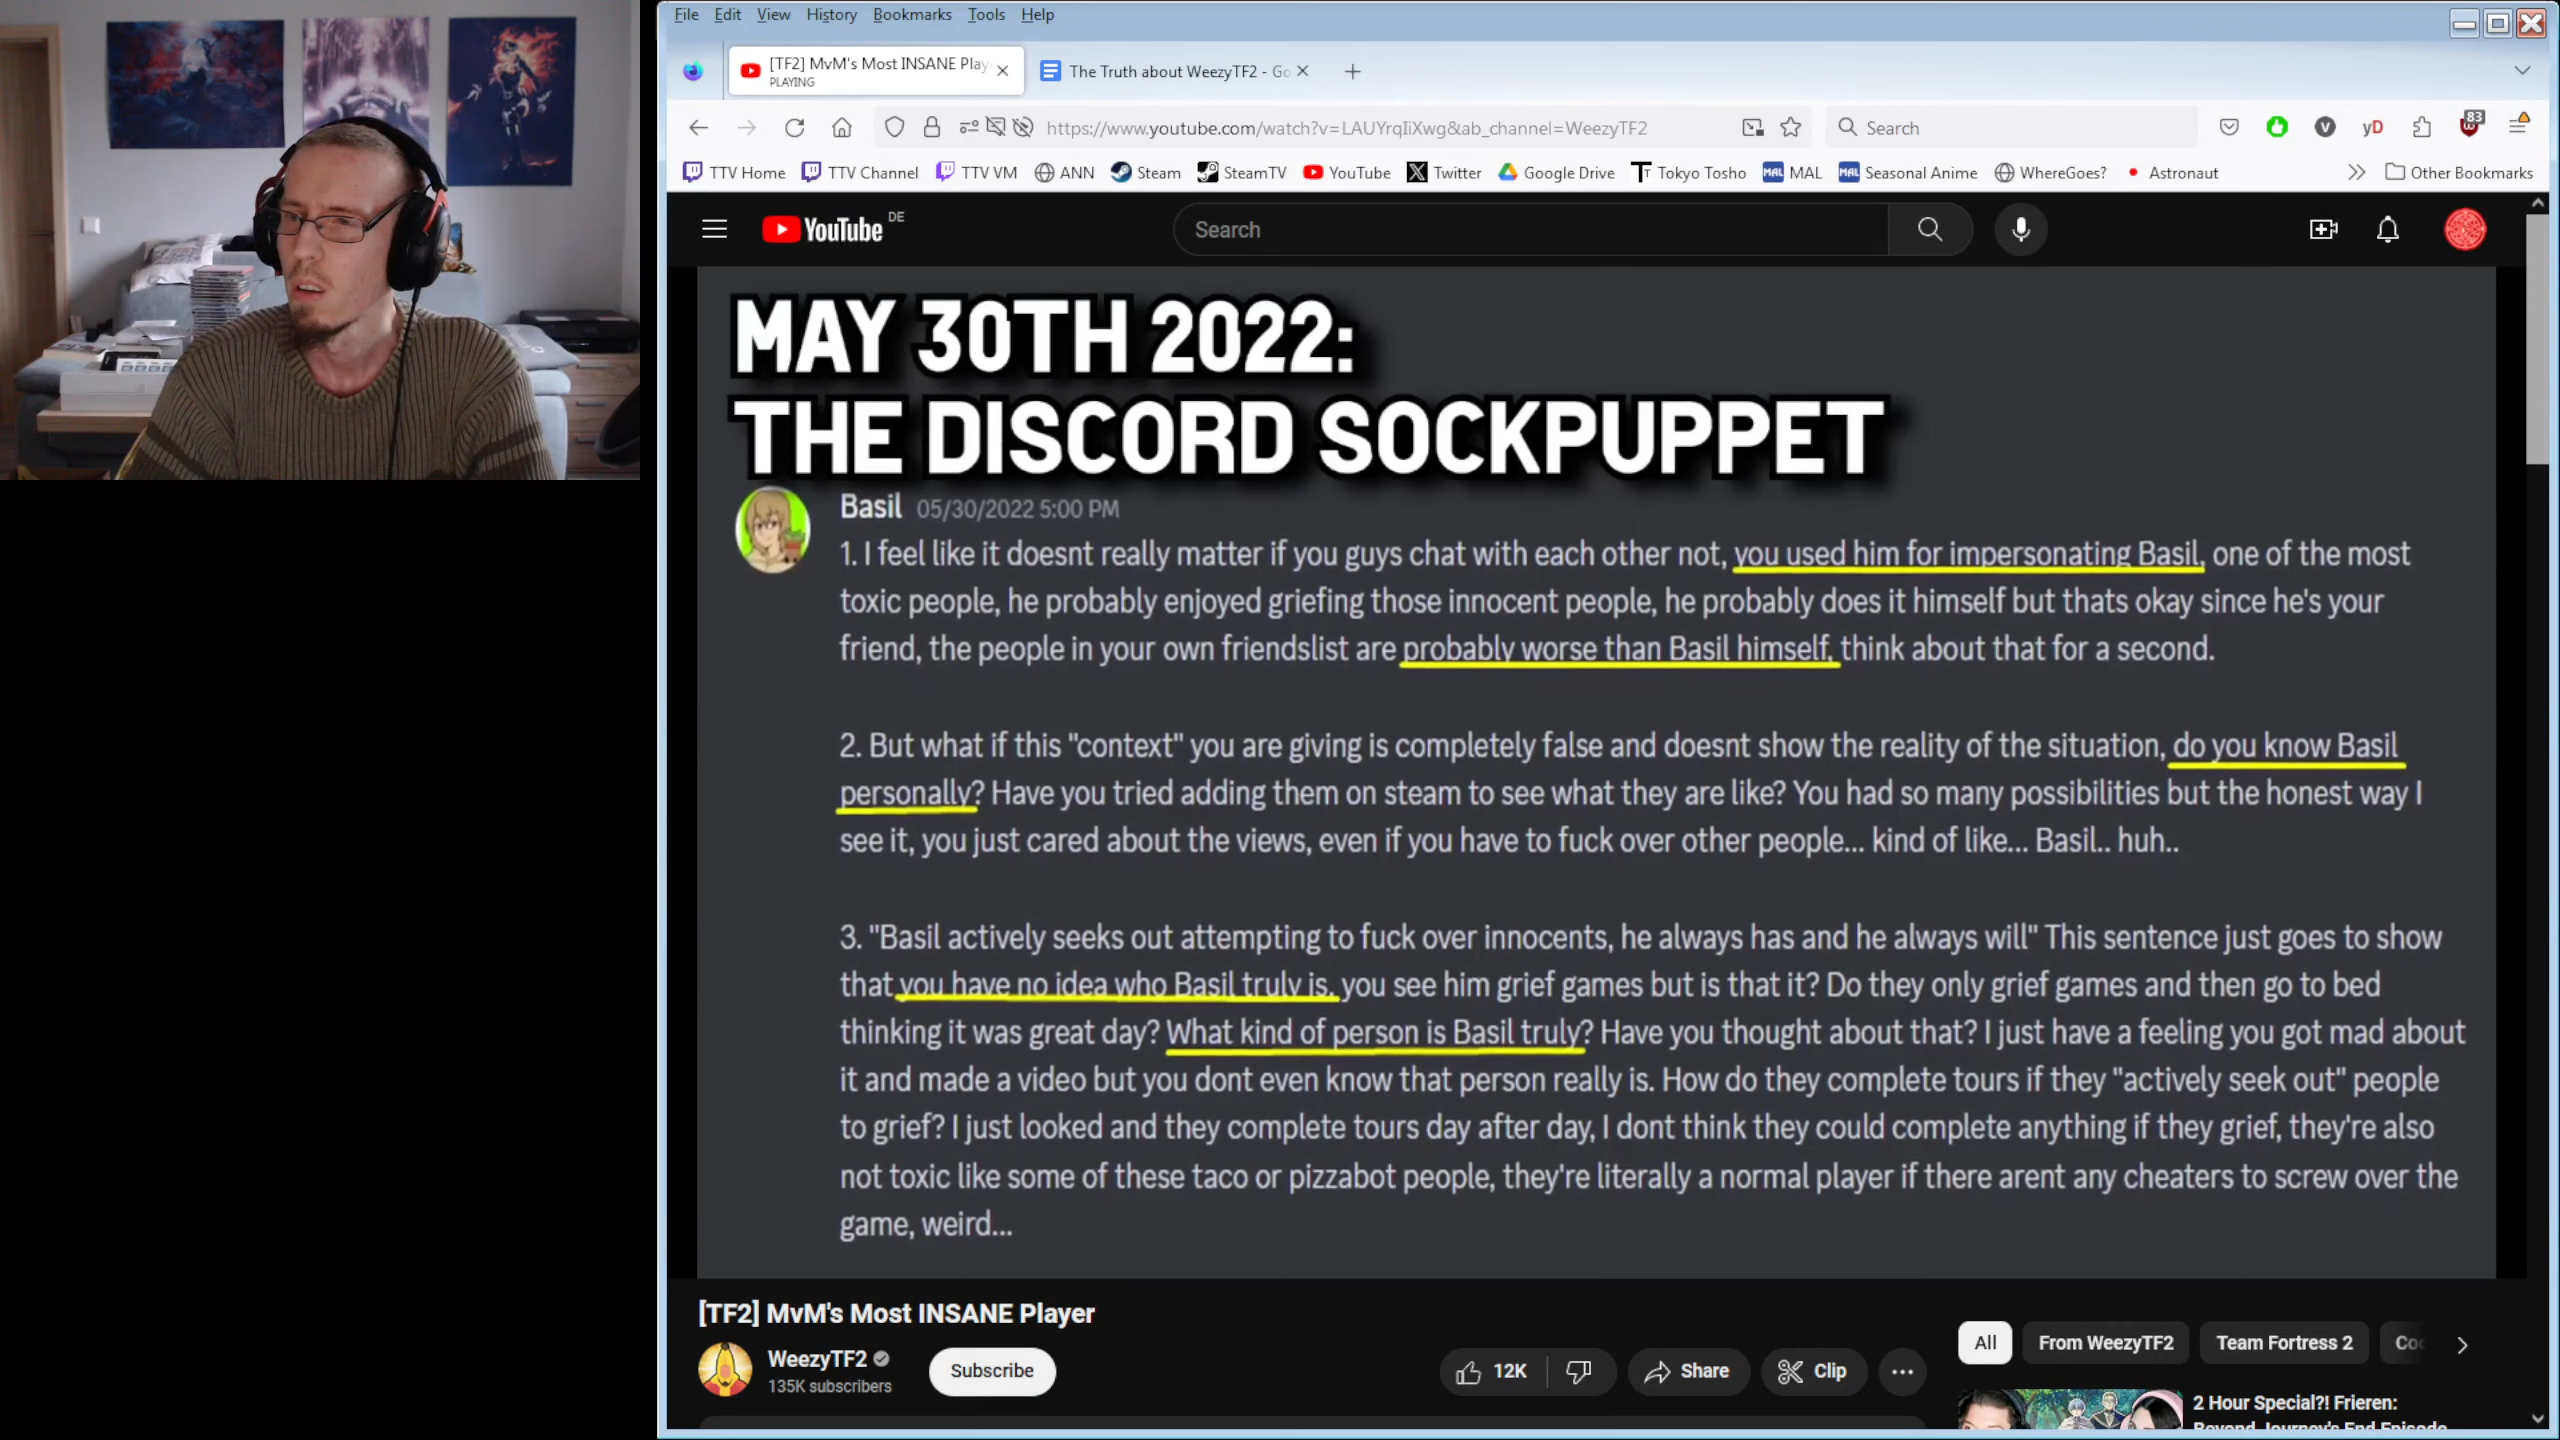 File Edit View History Bookmarks Tools Help
[TF2] MvM's Most INSANE Play
PLAYING
The Truth about WeezyTF2 - Go
https://www.youtube.com/watch?v=LAUYrqIiXwg&ab_channel=WeezyTF2
Search
83
TTV Home TTV Channel TTV VM ANN Steam SteamTV YouTube Twitter Google Drive Tokyo Tosho MAL Seasonal Anime WhereGoes? Astronaut Other Bookmarks
YouTube DE
Search
MAY 30TH 2022:
THE DISCORD SOCKPUPPET
Basil 05/30/2022 5:00 PM
1. I feel like it doesnt really matter if you guys chat with each other not, you used him for impersonating Basil, one of the most
toxic people, he probably enjoyed griefing those innocent people, he probably does it himself but thats okay since he's your
friend, the people in your own friendslist are probably worse than Basil himself, think about that for a second.
2. But what if this "context" you are giving is completely false and doesnt show the reality of the situation, do you know Basil
personally? Have you tried adding them on steam to see what they are like? You had so many possibilities but the honest way I
see it, you just cared about the views, even if you have to fuck over other people... kind of like... Basil.. huh..
3. "Basil actively seeks out attempting to fuck over innocents, he always has and he always will" This sentence just goes to show
that you have no idea who Basil truly is, you see him grief games but is that it? Do they only grief games and then go to bed
thinking it was great day? What kind of person is Basil truly? Have you thought about that? I just have a feeling you got mad about
it and made a video but you dont even know that person really is. How do they complete tours if they "actively seek out" people
to grief? I just looked and they complete tours day after day, I dont think they could complete anything if they grief, they're also
not toxic like some of these taco or pizzabot people, they're literally a normal player if there arent any cheaters to screw over the
game, weird...
[TF2] MvM's Most INSANE Player
WeezyTF2
135K subscribers
Subscribe
12K
Share
Clip
All From WeezyTF2 Team Fortress 2
2 Hour Special?! Frieren:
Beyond Journey's End Episode